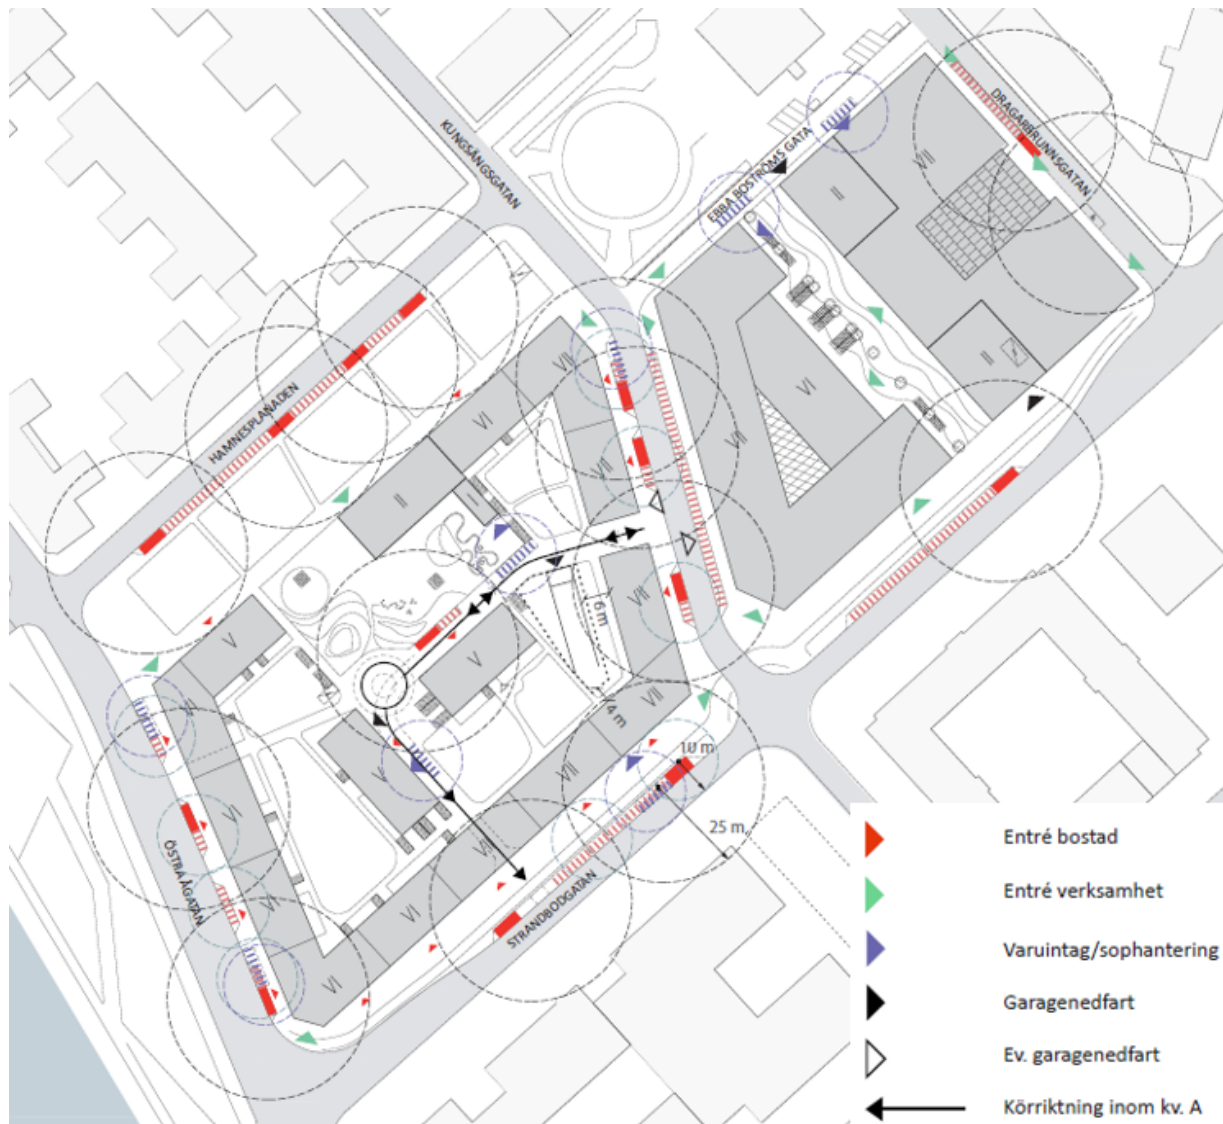 KUNGSÄNGSGATAN
DRAGARBRUNNSGATAN
EBBA BOSTRÖMS GATA
VII
II
VI
II
VII
HAMNESPLANADEN
VII
VI
VII
II
I
VII
6 m
V
V
V
VII
4 m
VII
10 m
VII
25 m
VI
VI
VI
VI
VI
ÖSTRA ÅGATAN
STRANDBODGATAN
Entré bostad
Entré verksamhet
Varuintag/sophantering
Garagenedfart
Ev. garagenedfart
Körriktning inom kv. A